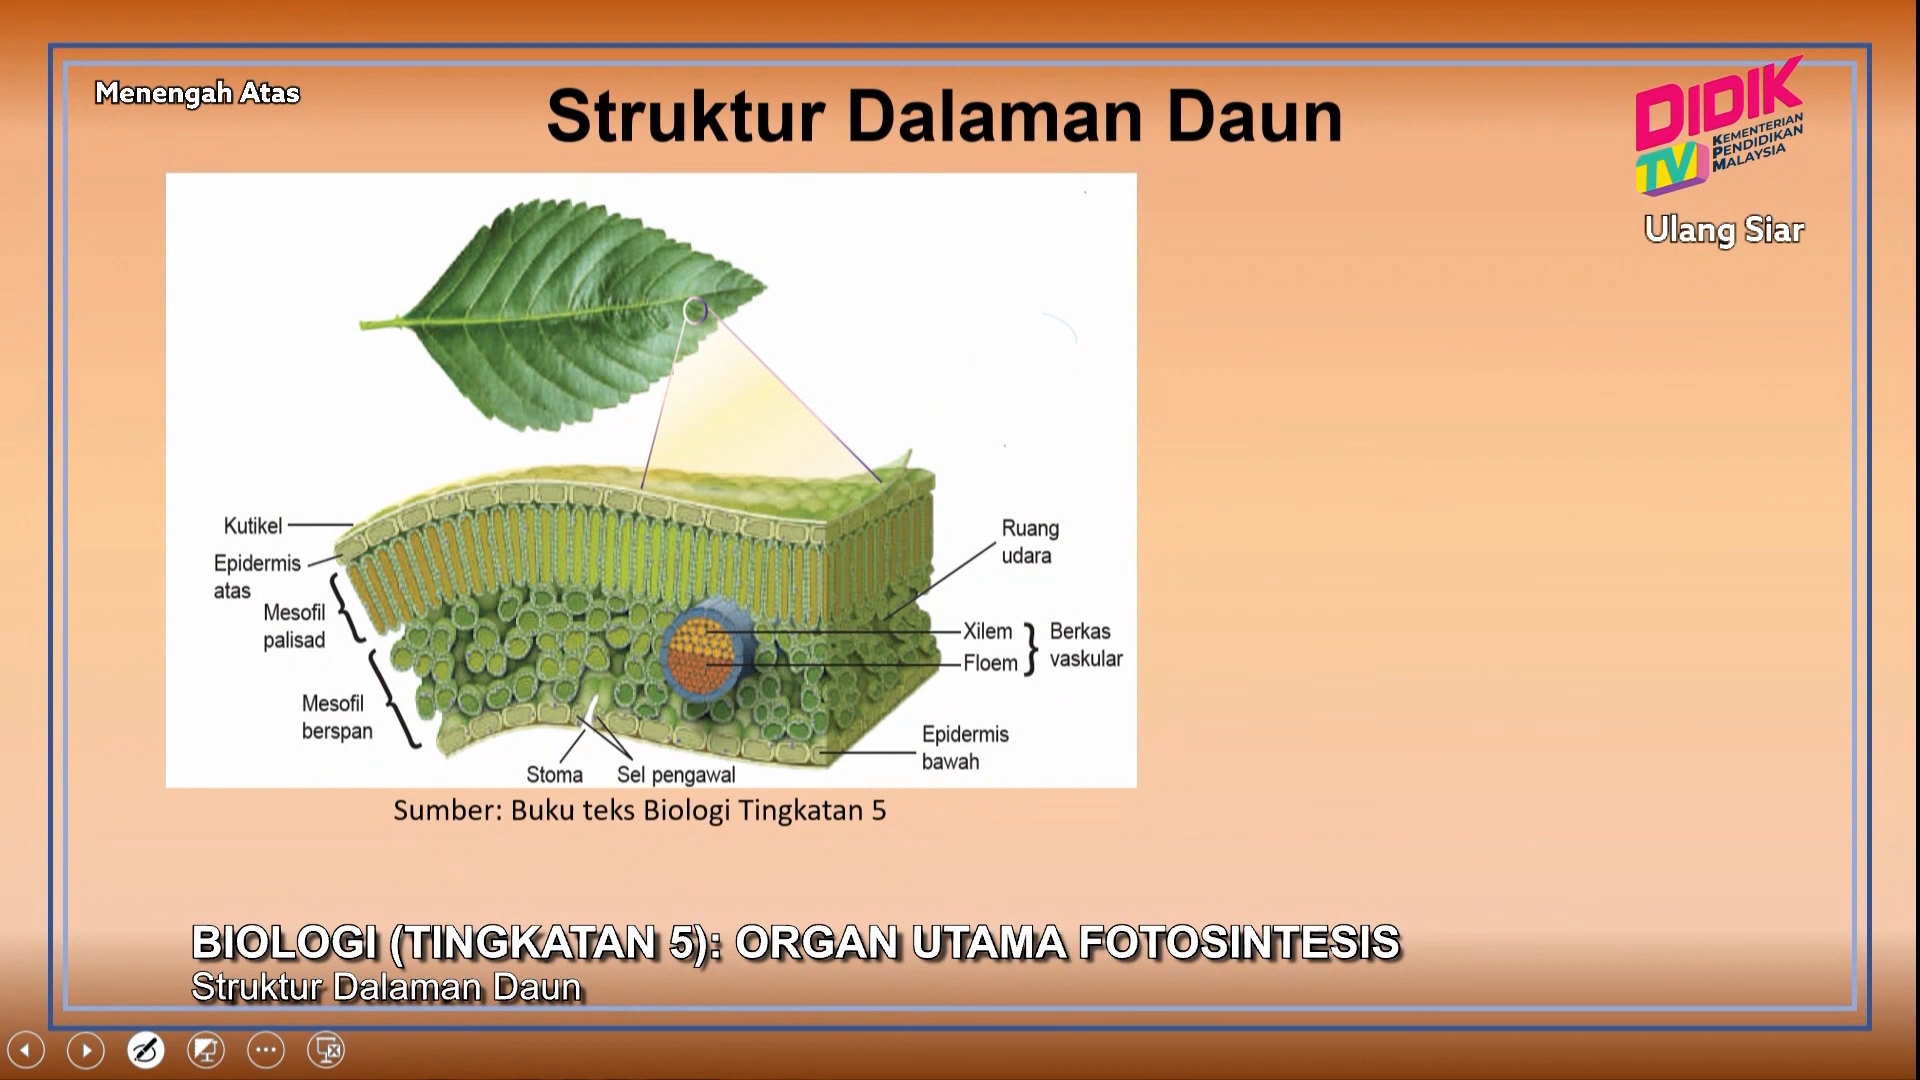 Menengah Atas
Struktur Dalaman Daun
DIDIK
TV
KEMENTERIAN
PENDIDIKAN
MALAYSIA
Ulang Siar
Kutikel
Epidermis
atas
Mesofil
palisad
Mesofil
berspan
Stoma
Sel pengawal
Ruang
udara
Xilem
Floem
Berkas
vaskular
Epidermis
bawah
Sumber: Buku teks Biologi Tingkatan 5
BIOLOGI (TINGKATAN 5): ORGAN UTAMA FOTOSINTESIS
Struktur Dalaman Daun